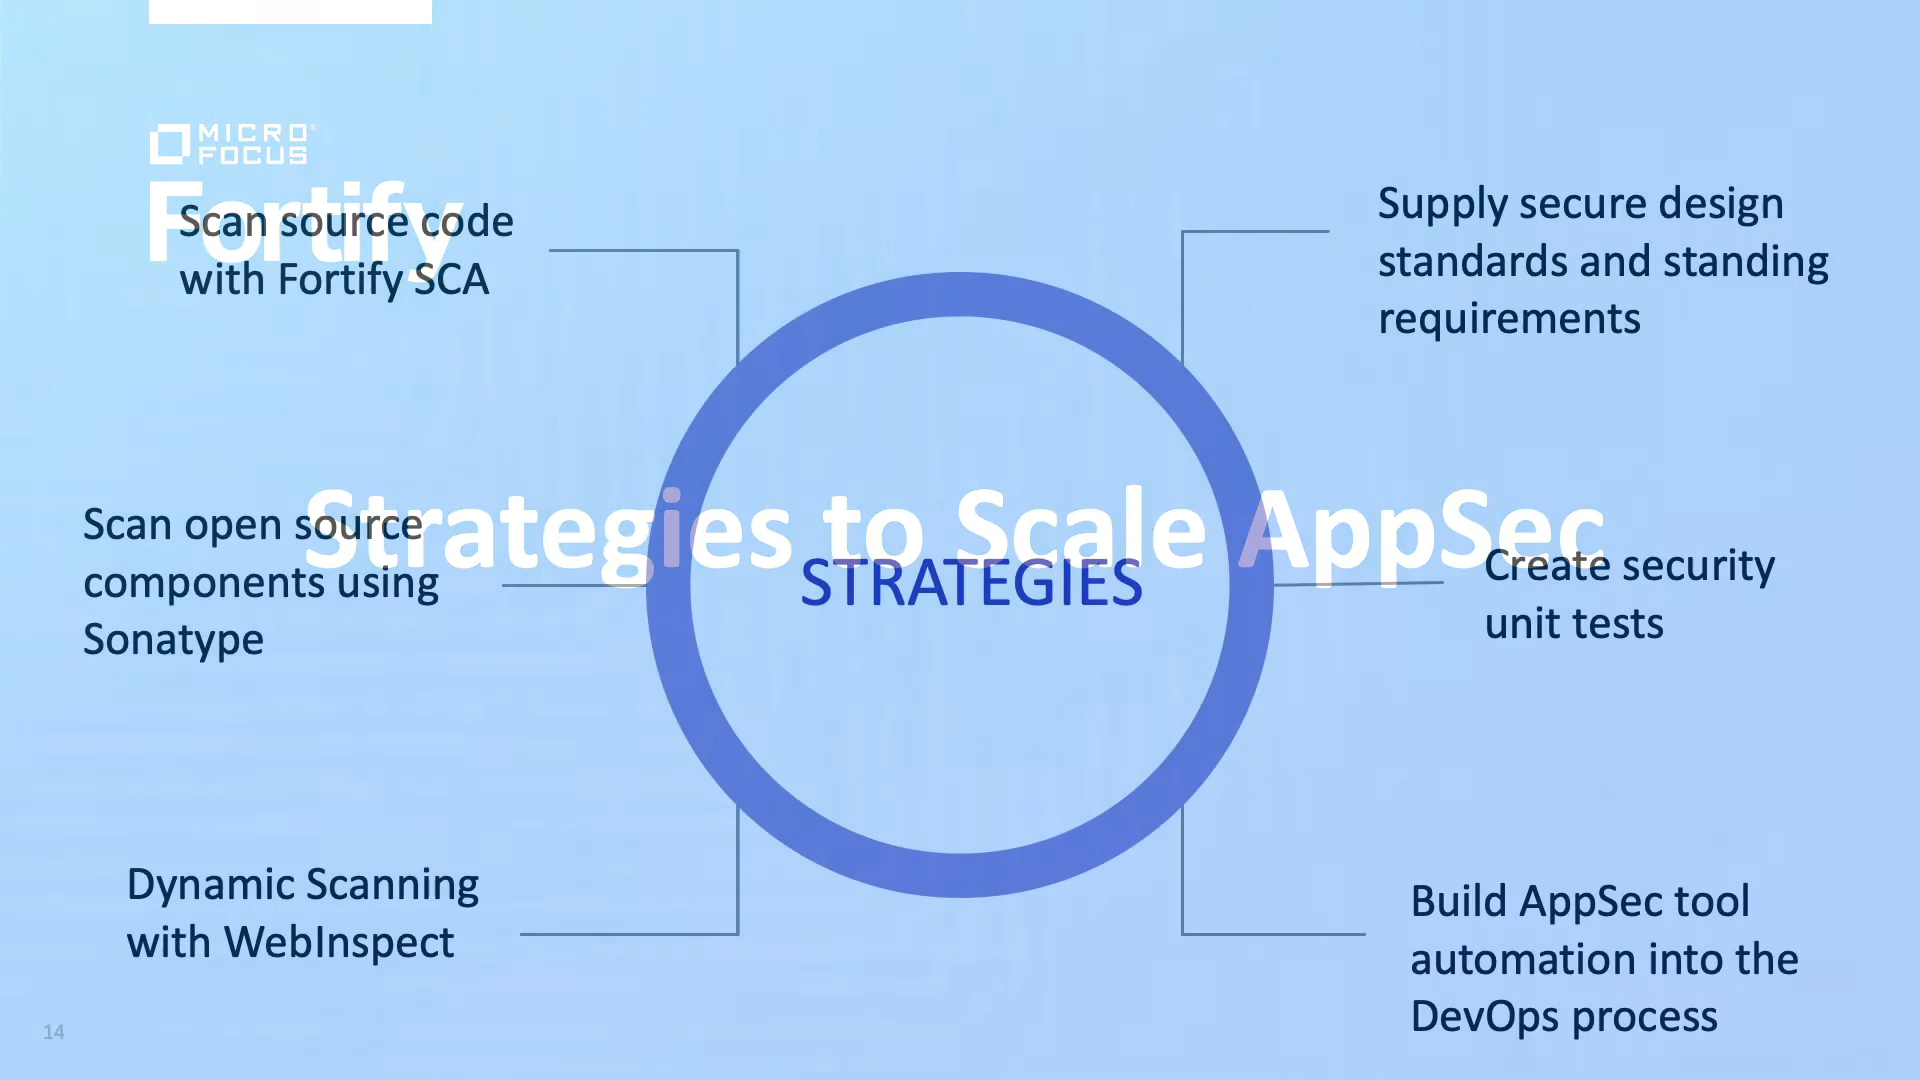 MICRO
FOCUS
Fortify
Scan source code
with Fortify SCA
Supply secure design
standards and standing
requirements
Strategies to Scale AppSec
STRATEGIES
Scan open source
components using
Sonatype
Create security
unit tests
Dynamic Scanning
with WebInspect
Build AppSec tool
automation into the
DevOps process
14